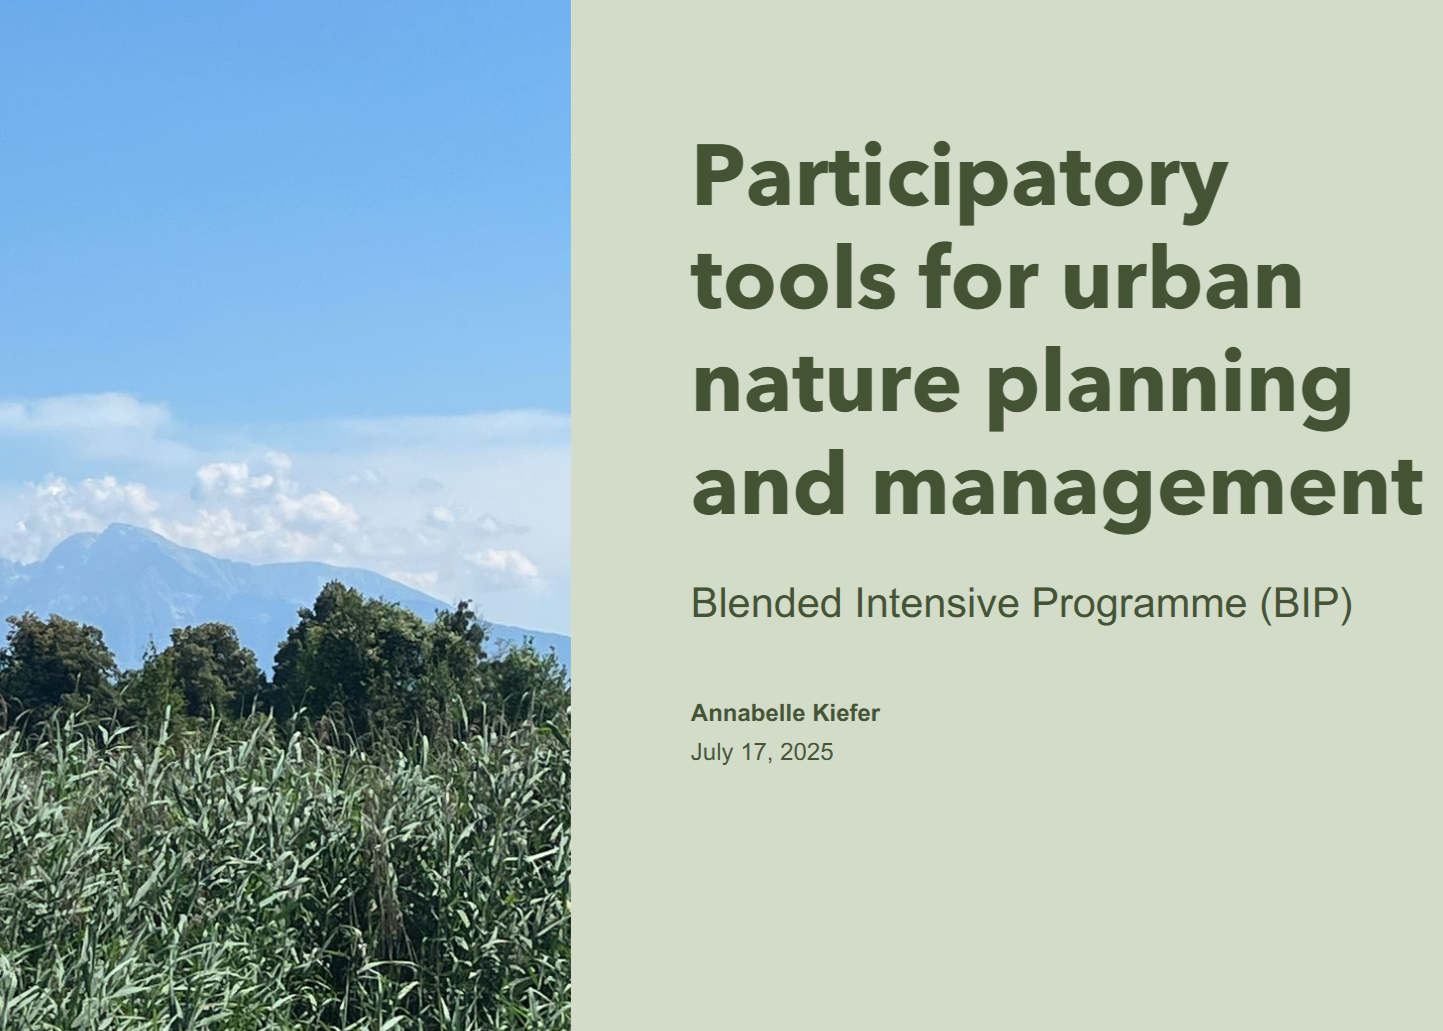 Participatory
tools for urban
nature planning
and management
Blended Intensive Programme (BIP)
Annabelle Kiefer
July 17, 2025